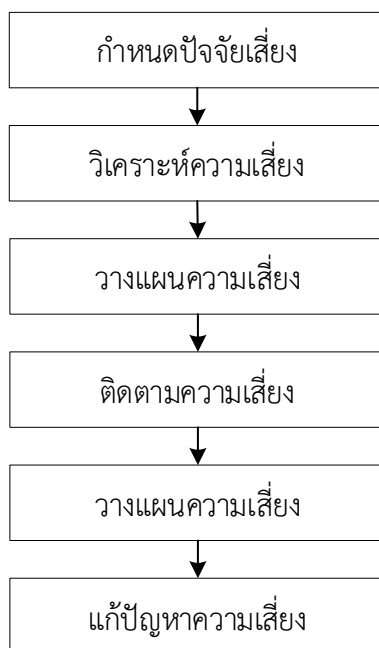 กำหนดปัจจัยเสี่ยง
วิเคราะห์ความเสี่ยง
วางแผนความเสี่ยง
ติดตามความเสี่ยง
วางแผนความเสี่ยง
แก้ปัญหาความเสี่ยง